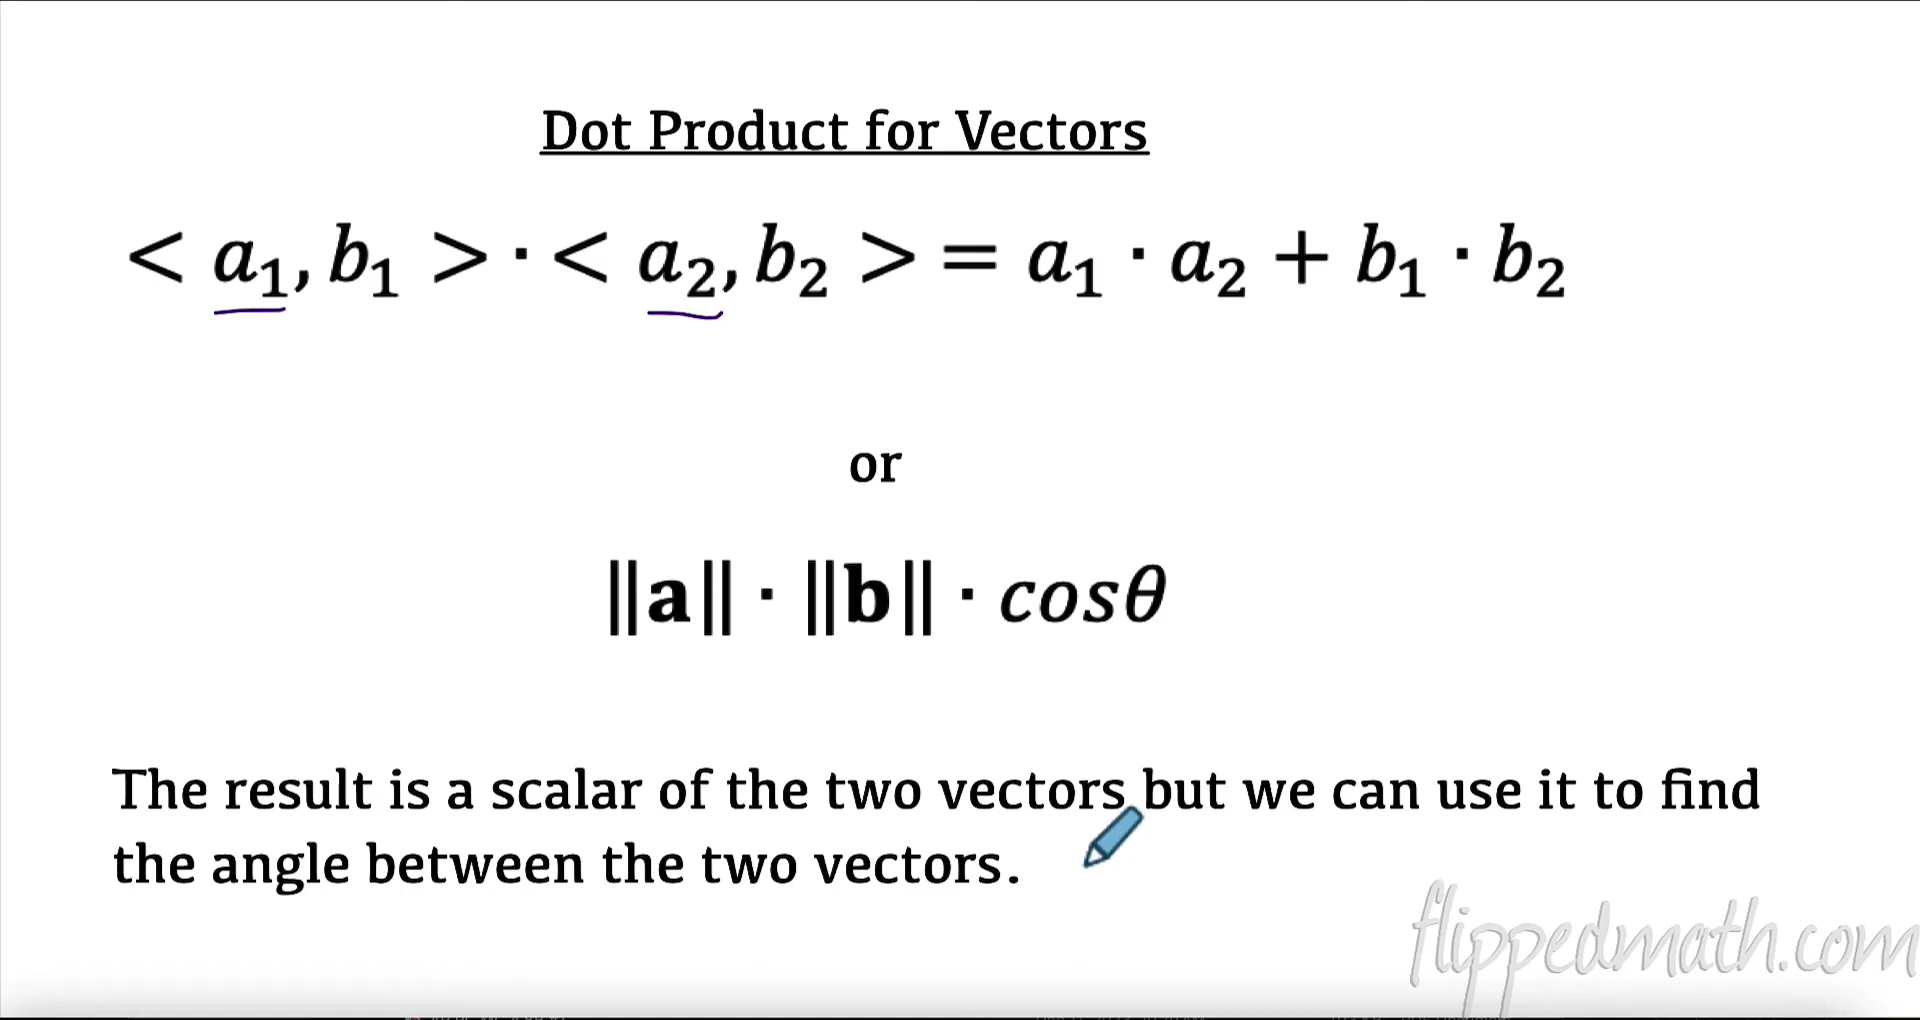 Dot Product for Vectors
< a₁, b₁ > · < a₂, b₂ > = a₁ · a₂ + b₁ · b₂
or
‖a‖ · ‖b‖ · cosθ
The result is a scalar of the two vectors but we can use it to find
the angle between the two vectors.
flippedmath.com